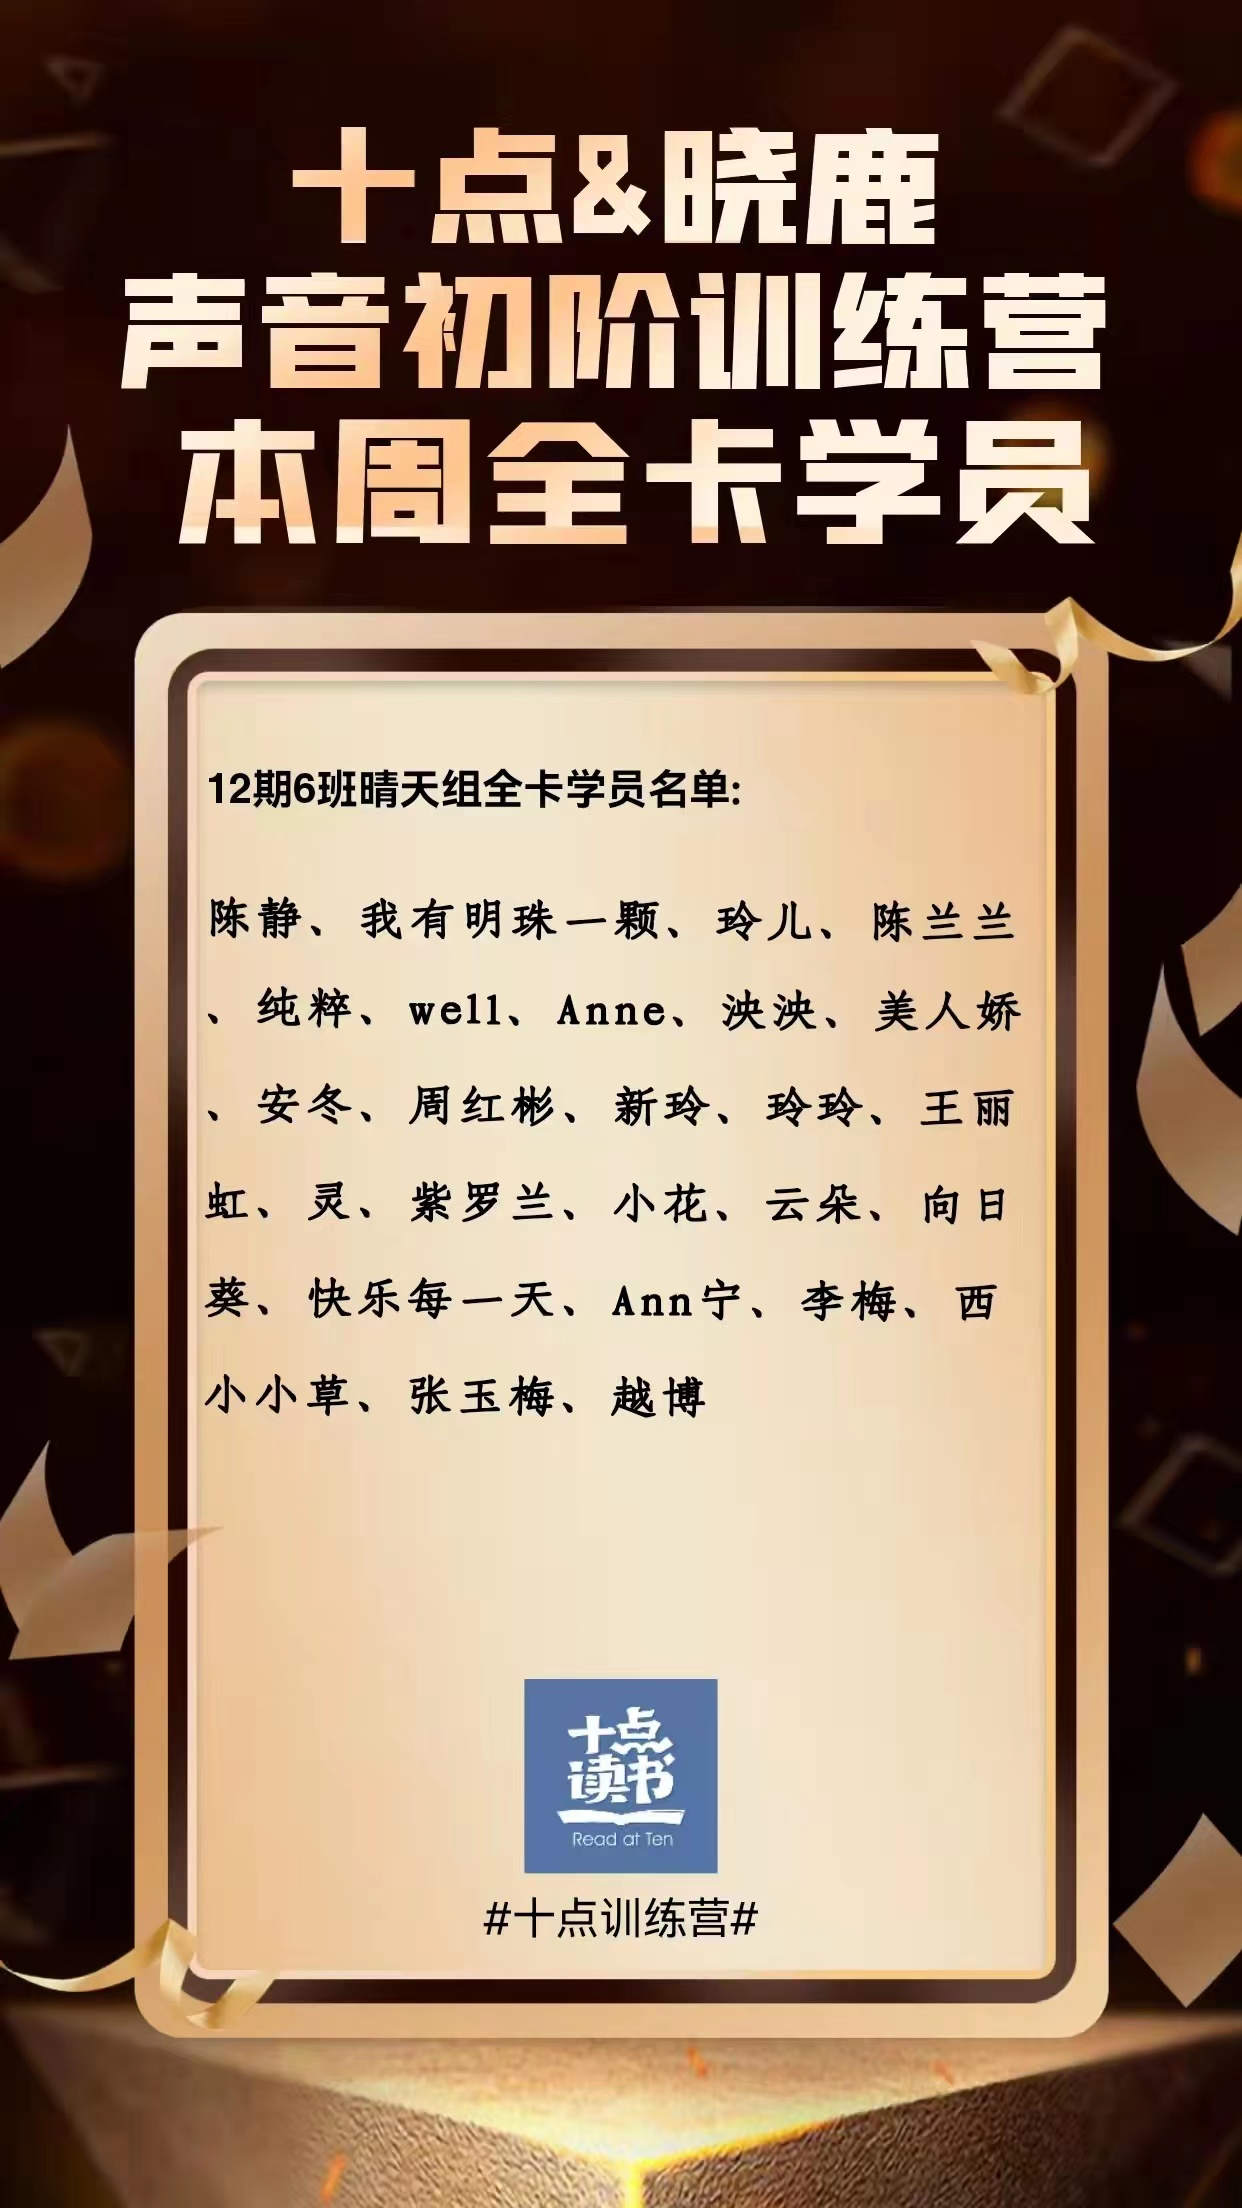 十点&晓鹿
声音初阶训练营
本周全卡学员
12期6班晴天组全卡学员名单:
陈静、我有明珠一颗、玲儿、陈兰兰
、纯粹、well、Anne、泱泱、美人娇
、安冬、周红彬、新玲、玲玲、王丽
虹、灵、紫罗兰、小花、云朵、向日
葵、快乐每一天、Ann宁、李梅、西
小小草、张玉梅、越博
十点
读书
Read at Ten
#十点训练营#